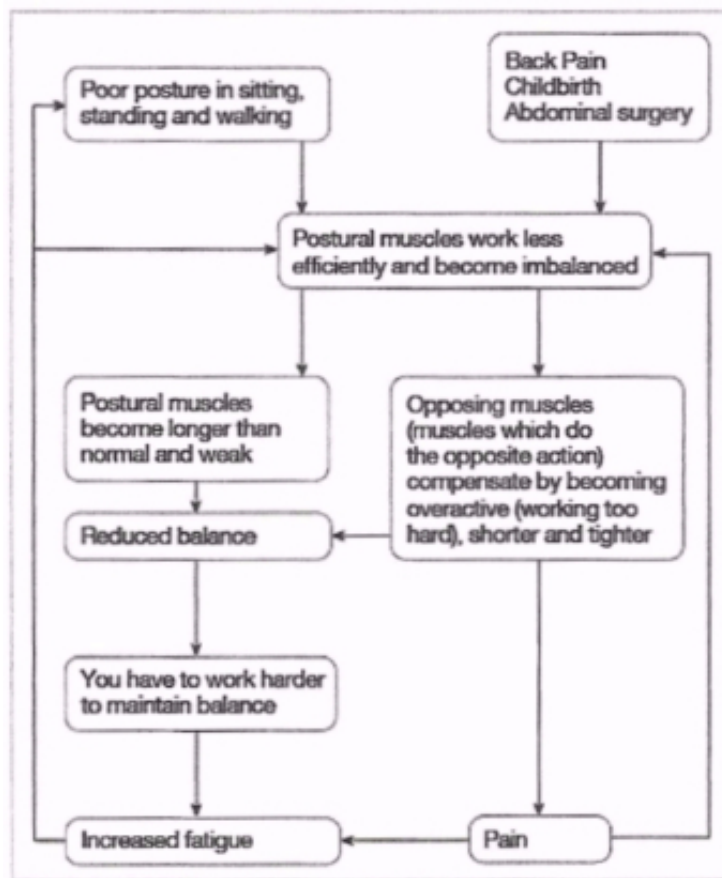 Poor posture in sitting,
standing and walking
Back Pain
Childbirth
Abdominal surgery
Postural muscles work less
efficiently and become imbalanced
Postural muscles
become longer than
normal and weak
Opposing muscles
(muscles which do
the opposite action)
compensate by becoming
overactive (working too
hard), shorter and tighter
Reduced balance
You have to work harder
to maintain balance
Increased fatigue
Pain